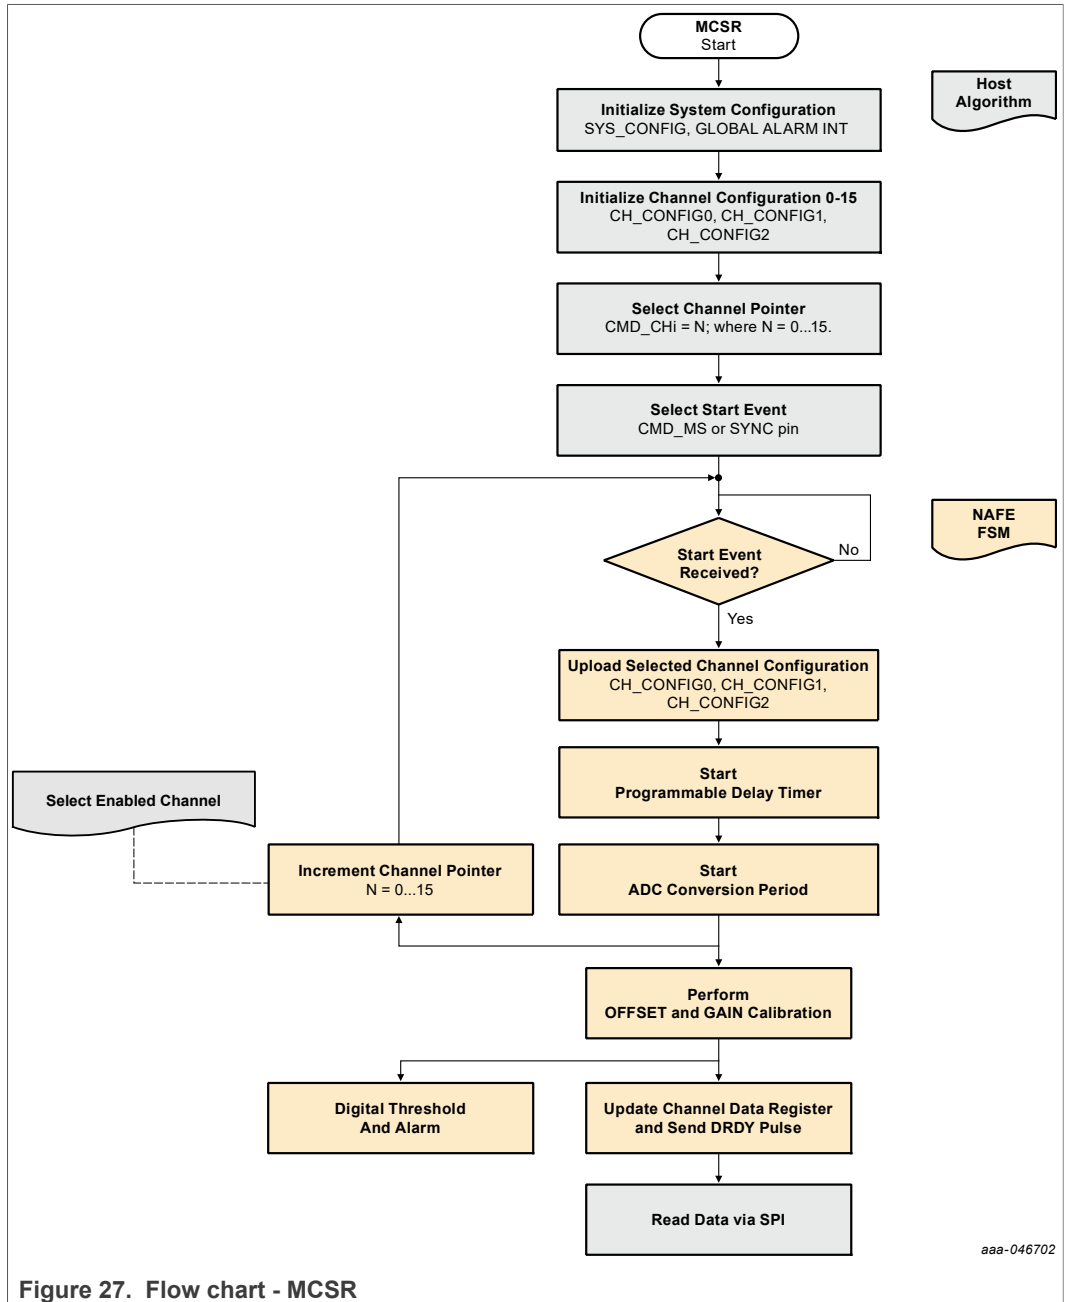 MCSR
Start
Host
Algorithm
Initialize System Configuration
SYS_CONFIG, GLOBAL ALARM INT
Initialize Channel Configuration 0-15
CH_CONFIG0, CH_CONFIG1,
CH_CONFIG2
Select Channel Pointer
CMD_CHi = N; where N = 0...15.
Select Start Event
CMD_MS or SYNC pin
NAFE
FSM
Start Event
Received?
No
Yes
Upload Selected Channel Configuration
CH_CONFIG0, CH_CONFIG1,
CH_CONFIG2
Start
Programmable Delay Timer
Select Enabled Channel
Increment Channel Pointer
N = 0...15
Start
ADC Conversion Period
Perform
OFFSET and GAIN Calibration
Digital Threshold
And Alarm
Update Channel Data Register
and Send DRDY Pulse
Read Data via SPI
aaa-046702
Figure 27. Flow chart - MCSR